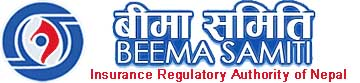 बीमा समिति
BEEMA SAMITI
Insurance Regulatory Authority of Nepal